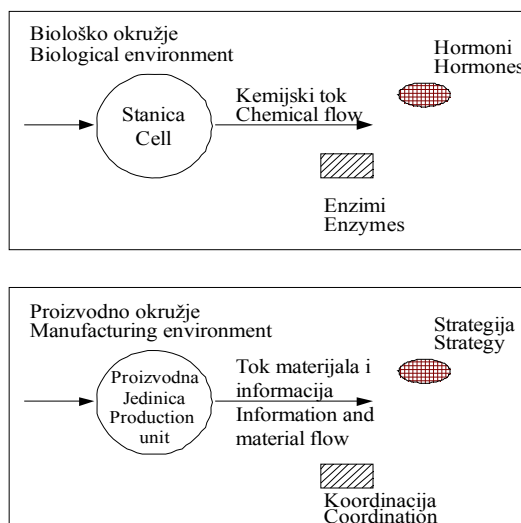 Biološko okružje
Biological environment
Hormoni
Hormones
Stanica
Cell
Kemijski tok
Chemical flow
Enzimi
Enzymes
Proizvodno okružje
Manufacturing environment
Strategija
Strategy
Proizvodna
Jedinica
Production
unit
Tok materijala i
informacija
Information and
material flow
Koordinacija
Coordination